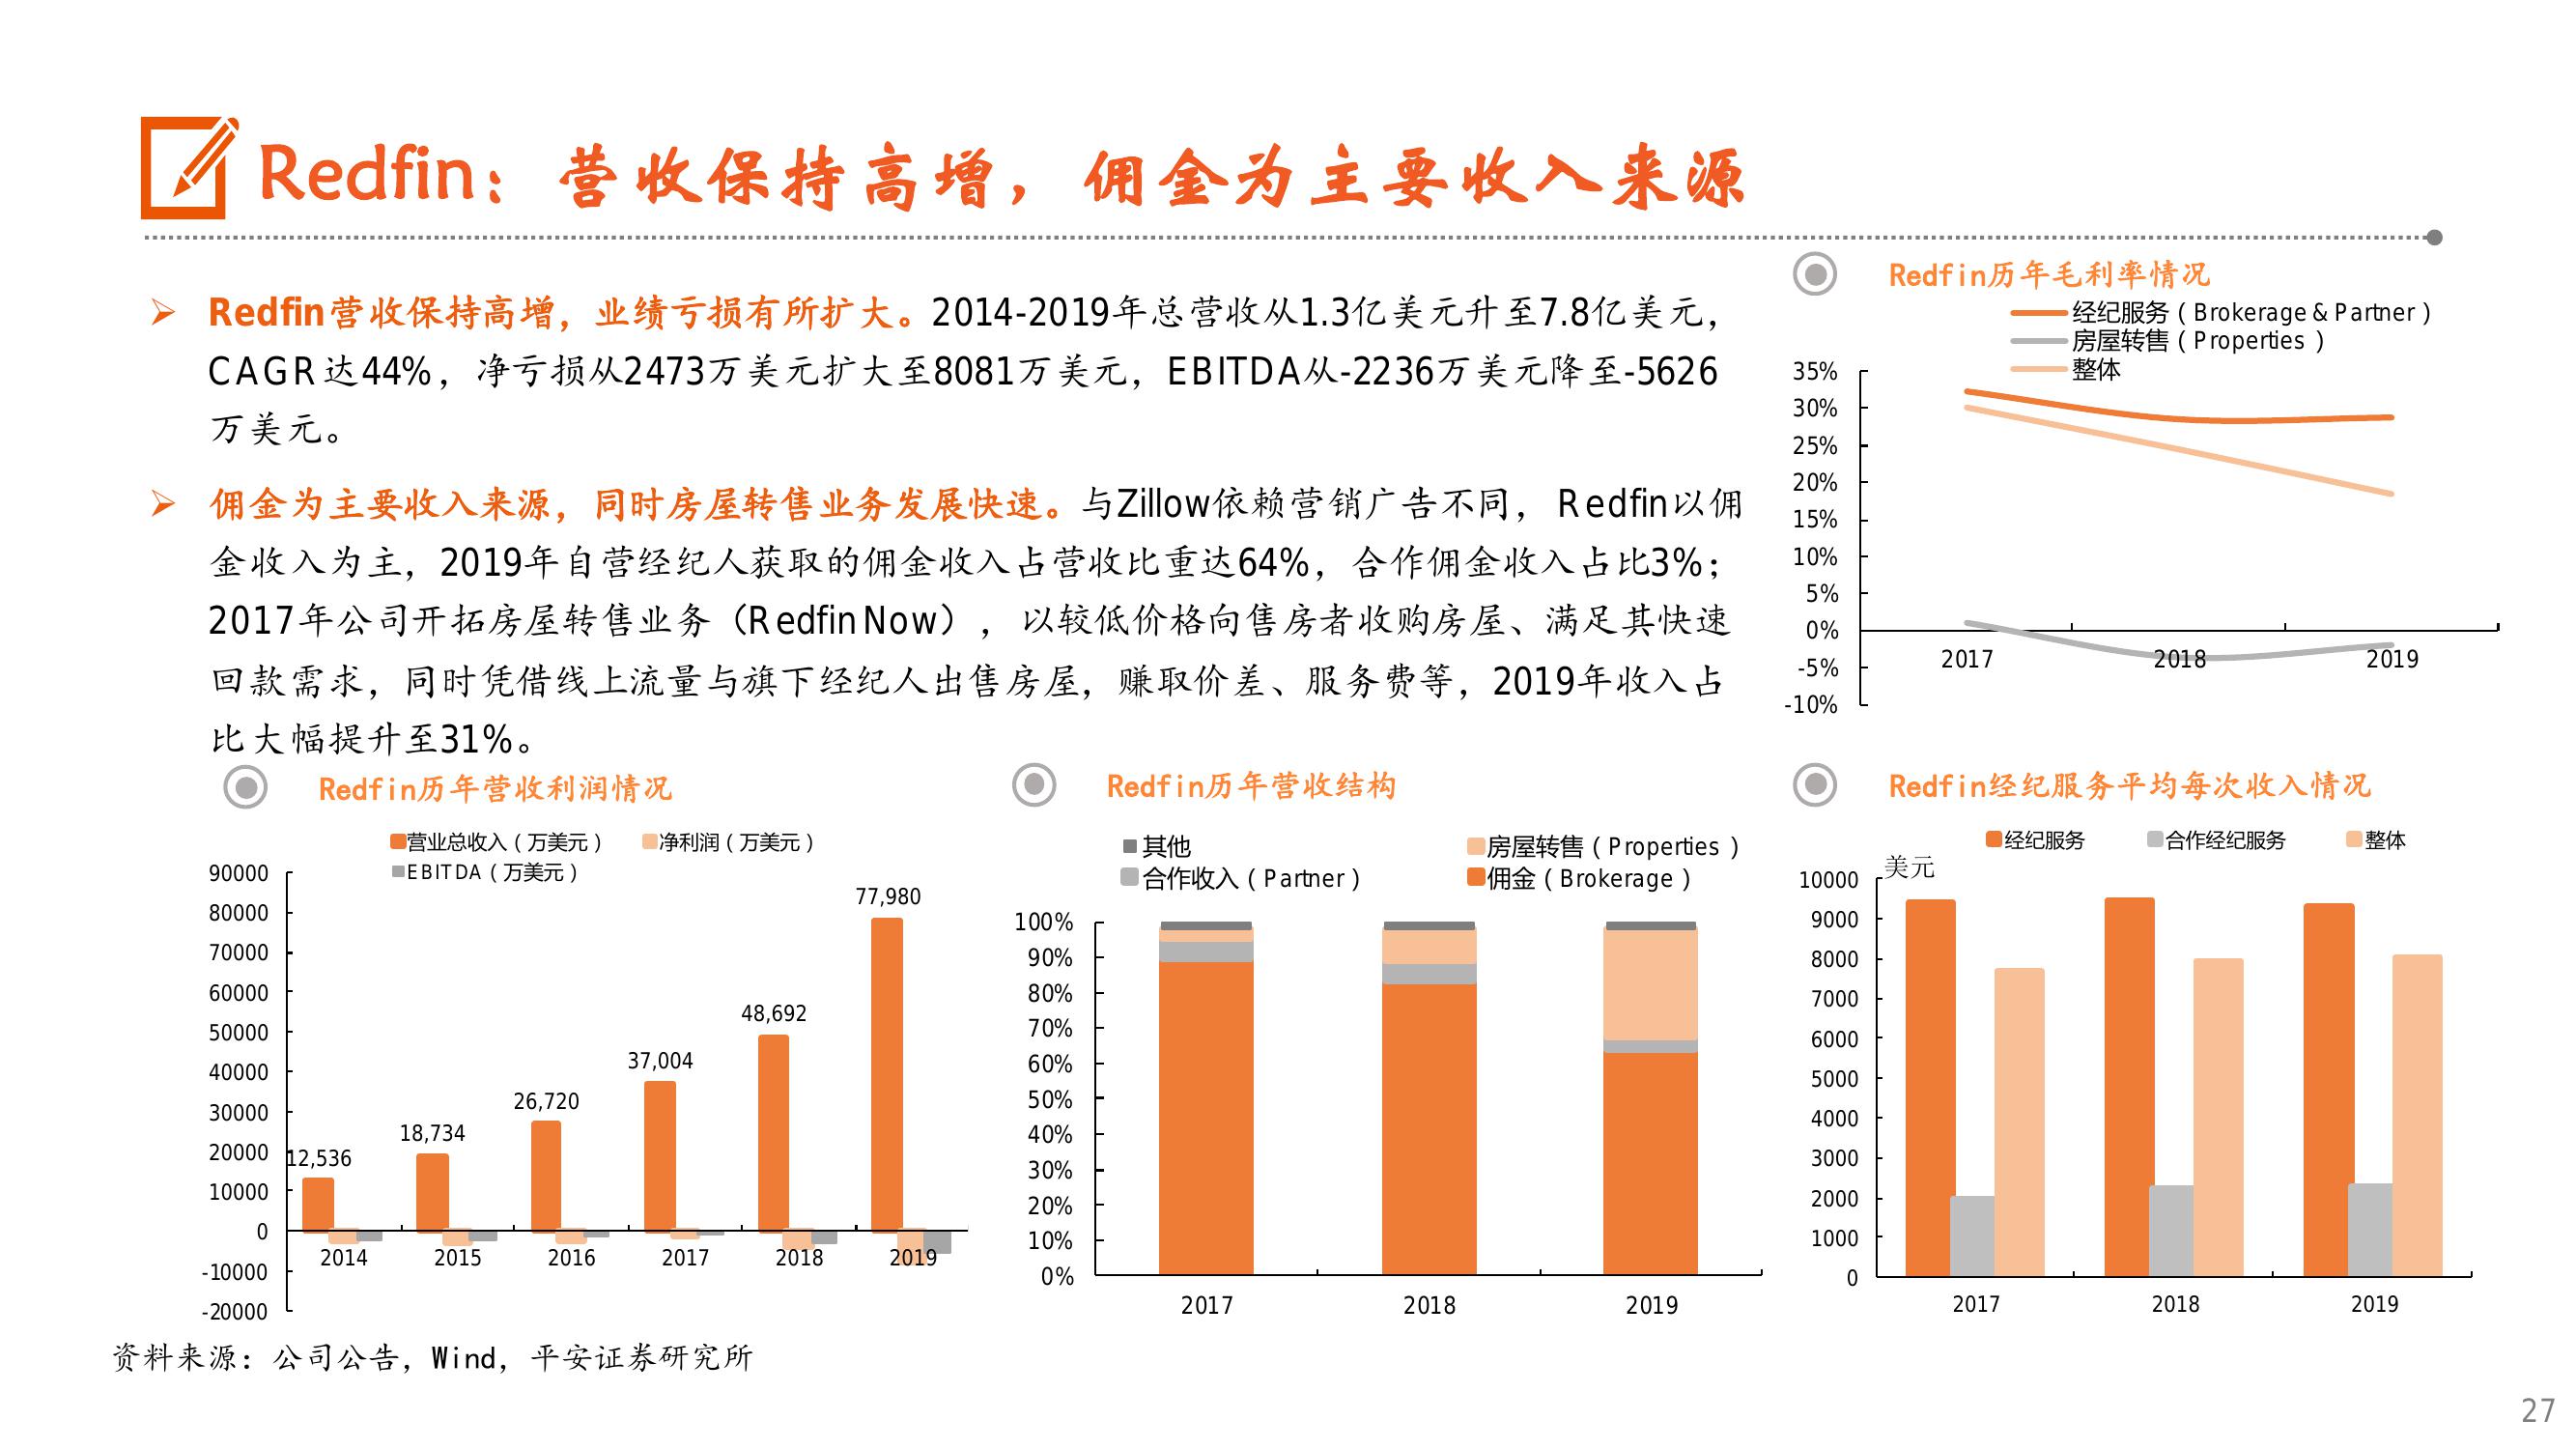 Redfin：营收保持高增，佣金为主要收入来源
Redfin营收保持高增，业绩亏损有所扩大。2014-2019年总营收从1.3亿美元升至7.8亿美元，
CAGR达44%，净亏损从2473万美元扩大至8081万美元，EBITDA从-2236万美元降至-5626
万美元。
佣金为主要收入来源，同时房屋转售业务发展快速。与Zillow依赖营销广告不同，Redfin以佣
金收入为主，2019年自营经纪人获取的佣金收入占营收比重达64%，合作佣金收入占比3%；
2017年公司开拓房屋转售业务（Redfin Now），以较低价格向售房者收购房屋、满足其快速
回款需求，同时凭借线上流量与旗下经纪人出售房屋，赚取价差、服务费等，2019年收入占
比大幅提升至31%。
Redfin历年毛利率情况
经纪服务（Brokerage & Partner）
房屋转售（Properties）
整体
35%
30%
25%
20%
15%
10%
5%
0%
-5%
-10%
2017 2018 2019
Redfin历年营收利润情况
营业总收入（万美元） 净利润（万美元）
EBITDA（万美元）
90000
80000
70000
60000
50000
40000
30000
20000
10000
0
-10000
-20000
12,536
18,734
26,720
37,004
48,692
77,980
2014 2015 2016 2017 2018 2019
Redfin历年营收结构
其他 房屋转售（Properties）
合作收入（Partner） 佣金（Brokerage）
100%
90%
80%
70%
60%
50%
40%
30%
20%
10%
0%
2017 2018 2019
Redfin经纪服务平均每次收入情况
经纪服务 合作经纪服务 整体
美元
10000
9000
8000
7000
6000
5000
4000
3000
2000
1000
0
2017 2018 2019
资料来源：公司公告，Wind，平安证券研究所
27